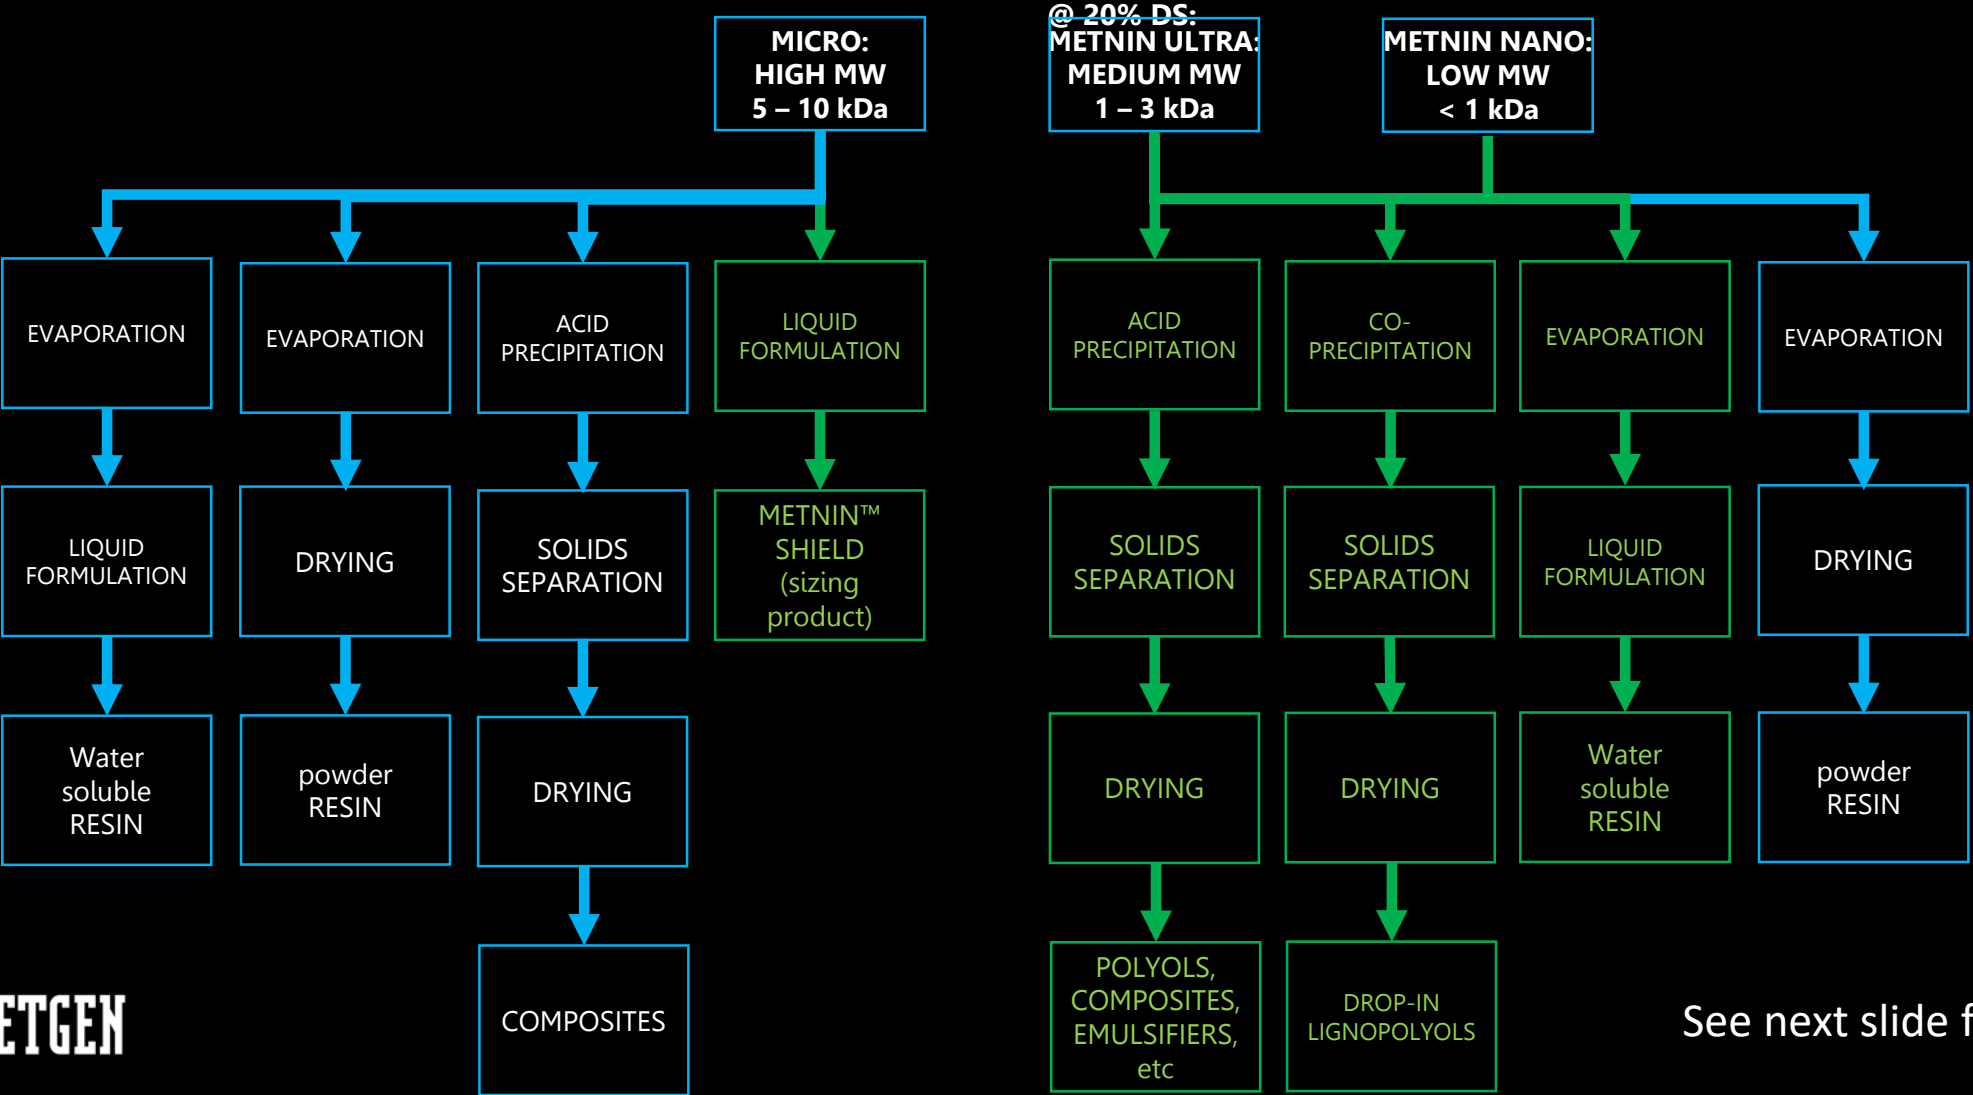 MICRO:
HIGH MW
5 – 10 kDa
@ 20% DS:
METNIN ULTRA:
MEDIUM MW
1 – 3 kDa
METNIN NANO:
LOW MW
< 1 kDa
EVAPORATION
EVAPORATION
ACID
PRECIPITATION
LIQUID
FORMULATION
ACID
PRECIPITATION
CO-
PRECIPITATION
EVAPORATION
EVAPORATION
LIQUID
FORMULATION
DRYING
SOLIDS
SEPARATION
METNIN™
SHIELD
(sizing
product)
SOLIDS
SEPARATION
SOLIDS
SEPARATION
LIQUID
FORMULATION
DRYING
Water
soluble
RESIN
powder
RESIN
DRYING
DRYING
DRYING
Water
soluble
RESIN
powder
RESIN
COMPOSITES
POLYOLS,
COMPOSITES,
EMULSIFIERS,
etc
DROP-IN
LIGNOPOLYOLS
ETGEN
See next slide f